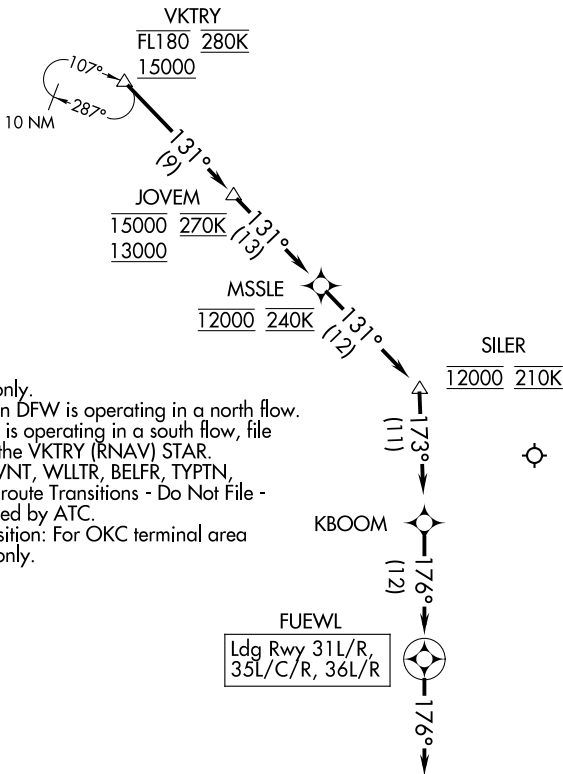 VKTRY
FL180 280K
15000
107°
287°
10 NM
131°
(9)
JOVEM
15000 270K
13000
131°
(13)
MSSLE
12000 240K
131°
(12)
SILER
12000 210K
only.
n DFW is operating in a north flow.
is operating in a south flow, file
the VKTRY (RNAV) STAR.
VNT, WLLTR, BELFR, TYPTN,
route Transitions - Do Not File -
ed by ATC.
sition: For OKC terminal area
only.
173°
(11)
KBOOM
176°
(12)
FUEWL
Ldg Rwy 31L/R,
35L/C/R, 36L/R
176°